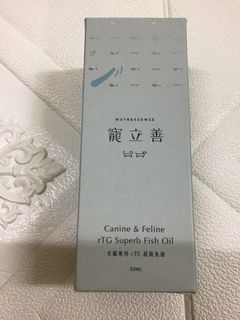 NUTRESSENSE
寵立善
Canine & Feline
rTG Superb Fish Oil
犬貓專用 rTG 超級魚油
50ML